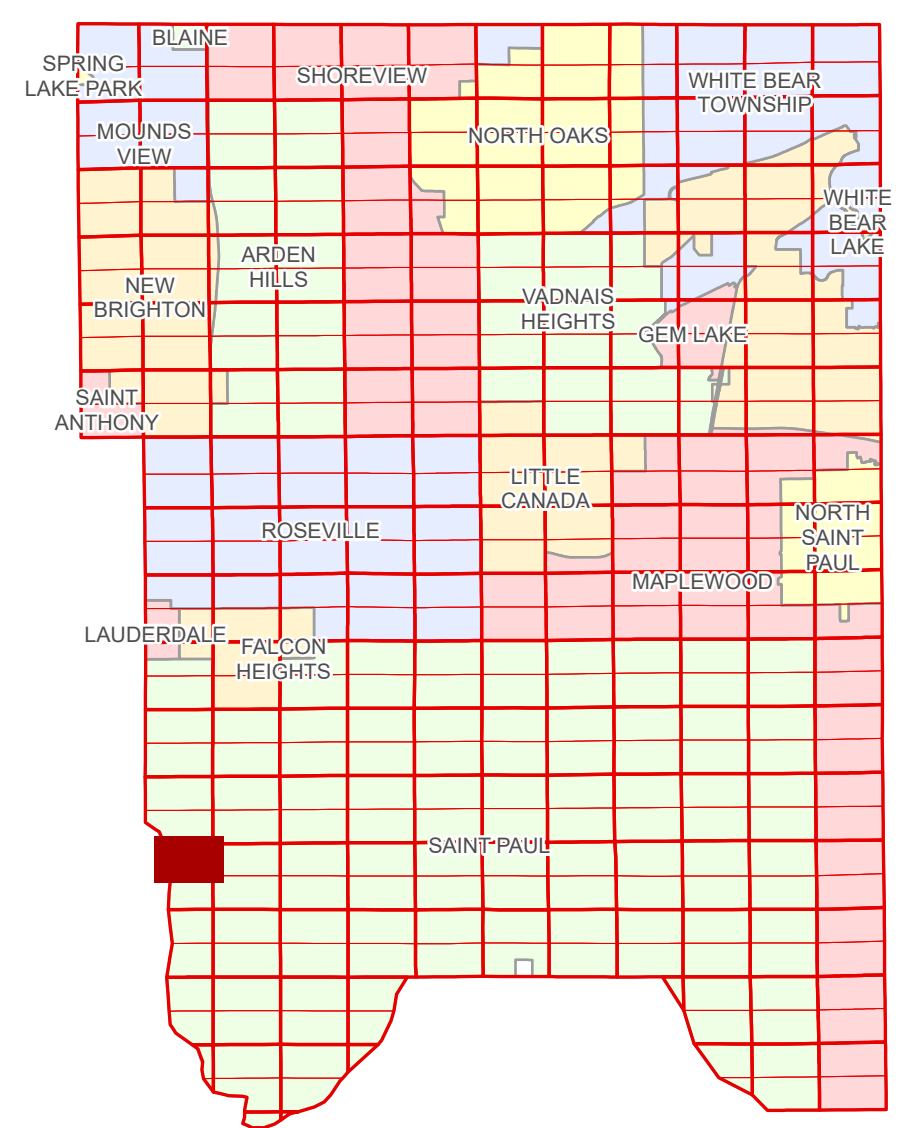 BLAINE
SPRING
LAKE PARK
SHOREVIEW
WHITE BEAR
TOWNSHIP
MOUNDS
VIEW
NORTH OAKS
WHITE
BEAR
LAKE
ARDEN
HILLS
NEW
BRIGHTON
VADNAIS
HEIGHTS
GEM LAKE
SAINT
ANTHONY
LITTLE
CANADA
NORTH
SAINT
PAUL
ROSEVILLE
MAPLEWOOD
LAUDERDALE
FALCON
HEIGHTS
SAINT PAUL